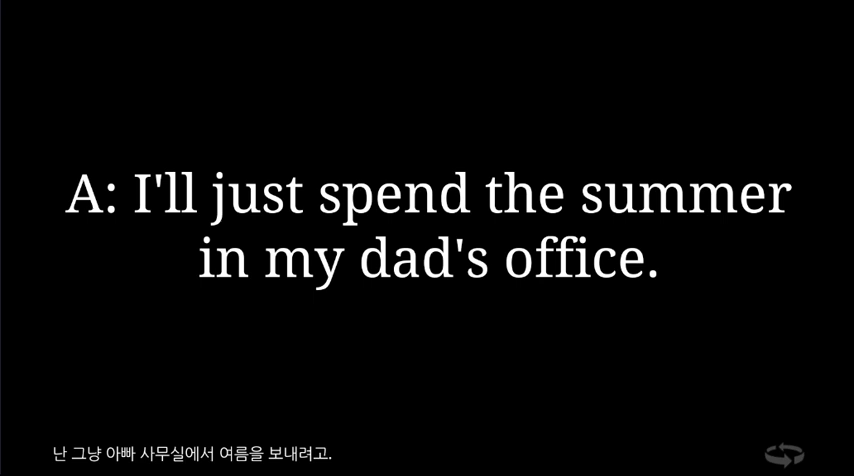 A: I'll just spend the summer
in my dad's office.
난 그냥 아빠 사무실에서 여름을 보내려고.